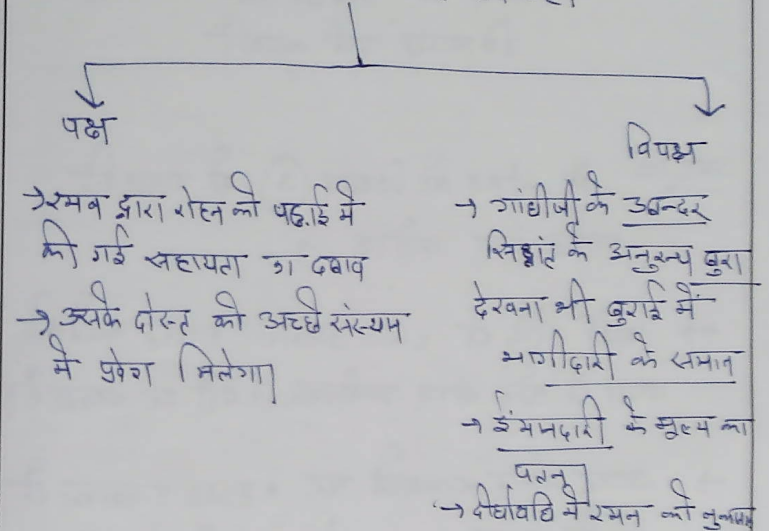 पक्ष
विपक्ष
→ रमन द्वारा रोहन की पढ़ाई में
की गई सहायता का दबाव
→ उसके दोस्त को अच्छे संस्थान
में प्रवेश मिलेगा।
→ गांधीजी के 3 बन्दर
सिद्धांत के अनुरूप बुरा
देखना भी बुराई में
भागीदारी के समान
→ ईमानदारी के मूल्य का
पतन
→ दीर्घावधि में रमन को नुकसान